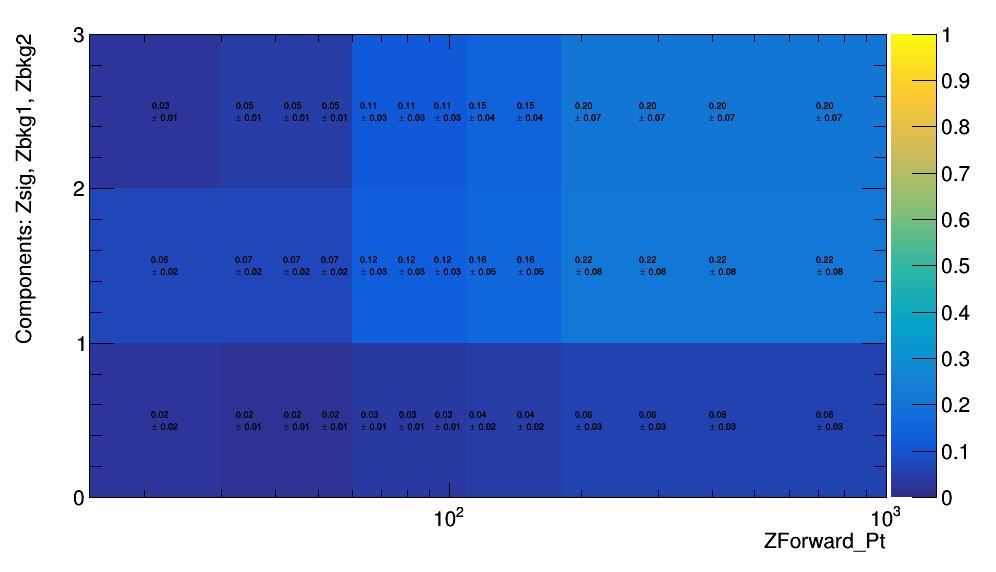 Components: Zsig, Zbkg1, Zbkg2
3
2
1
0
0.03 0.05 0.05 0.05 0.11 0.11 0.11 0.15 0.15 0.20 0.20 0.20 0.20
± 0.01 ± 0.01 ± 0.01 ± 0.01 ± 0.03 ± 0.03 ± 0.03 ± 0.04 ± 0.04 ± 0.07 ± 0.07 ± 0.07 ± 0.07
0.06 0.07 0.07 0.07 0.12 0.12 0.12 0.16 0.16 0.22 0.22 0.22 0.22
± 0.02 ± 0.02 ± 0.02 ± 0.02 ± 0.03 ± 0.03 ± 0.03 ± 0.05 ± 0.05 ± 0.08 ± 0.08 ± 0.08 ± 0.08
0.02 0.02 0.02 0.02 0.03 0.03 0.03 0.04 0.04 0.06 0.06 0.06 0.06
± 0.02 ± 0.01 ± 0.01 ± 0.01 ± 0.01 ± 0.01 ± 0.01 ± 0.02 ± 0.02 ± 0.03 ± 0.03 ± 0.03 ± 0.03
10² 10³
ZForward_Pt
1
0.9
0.8
0.7
0.6
0.5
0.4
0.3
0.2
0.1
0